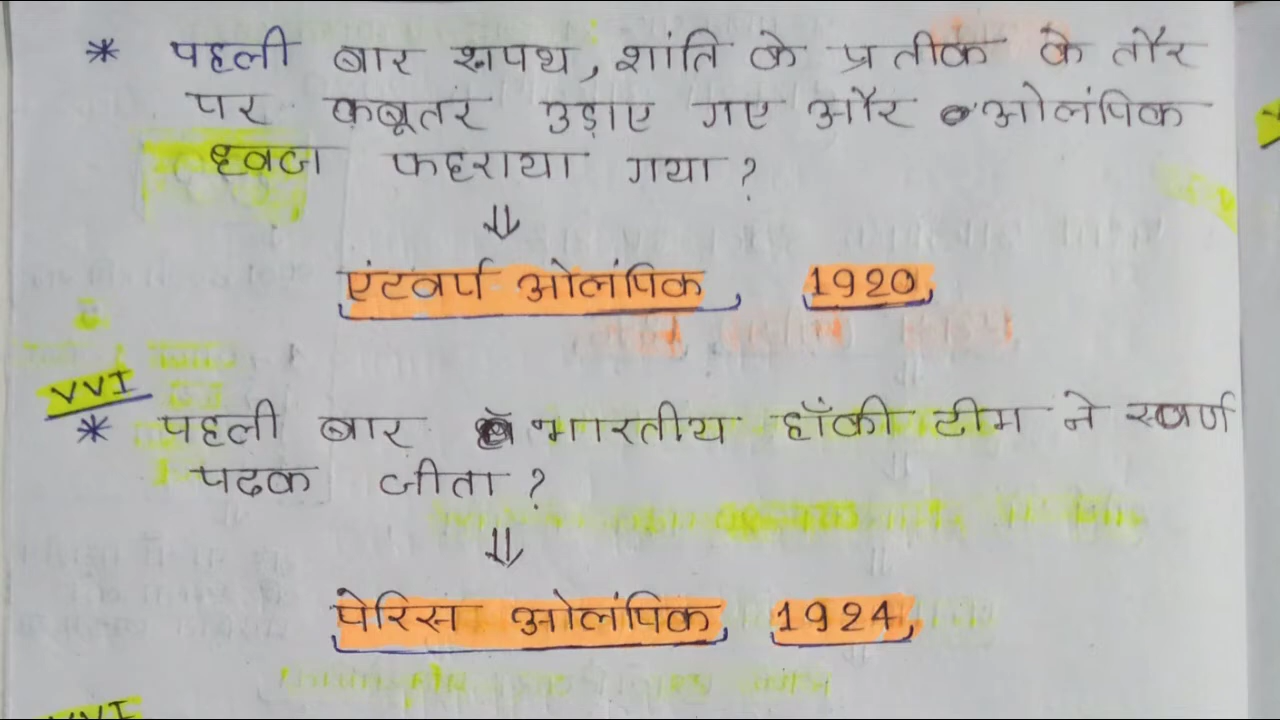 * पहली बार शपथ, शांति के प्रतीक के तौर
पर कबूतर उड़ाए गए और ओलंपिक
ध्वज फहराया गया ?
⇓
एंटवर्प ओलंपिक, 1920,
VVI
* पहली बार भारतीय हॉकी टीम ने स्वर्ण
पदक जीता ?
⇓
पेरिस ओलंपिक, 1924,
VVI